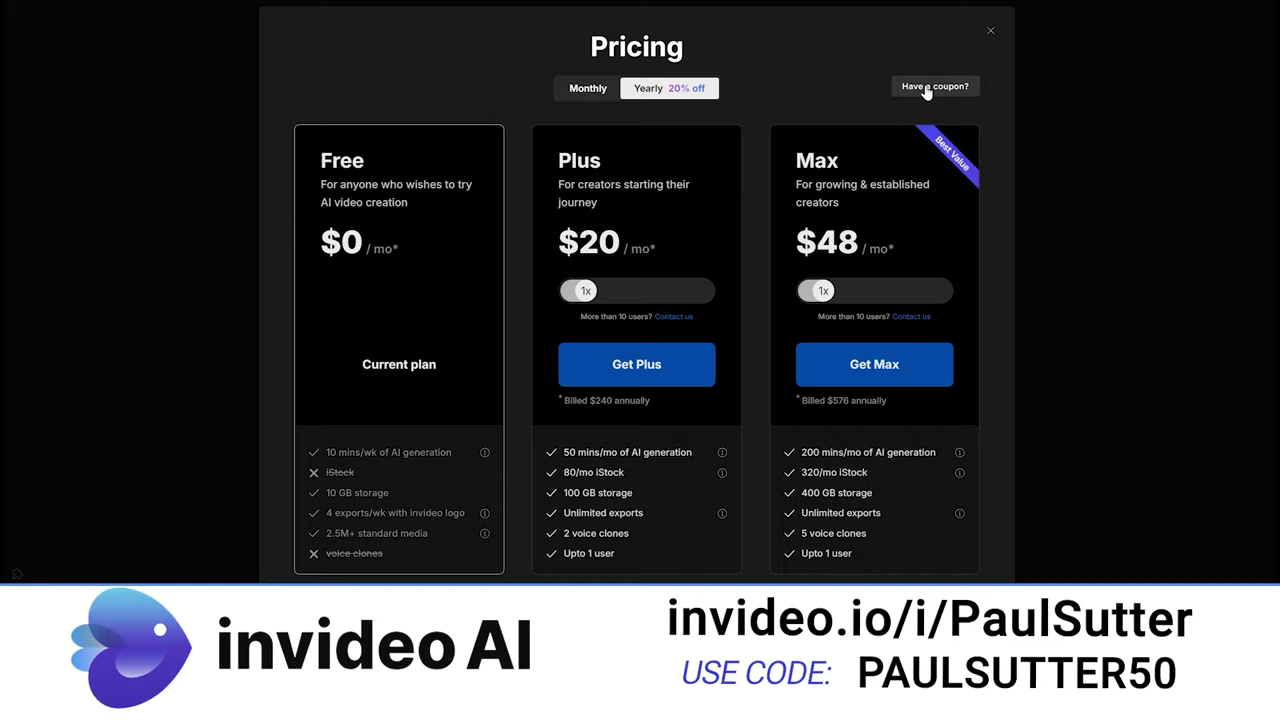 Pricing
Monthly
Yearly 20% off
Have a coupon?
Free
For anyone who wishes to try
AI video creation
$0 / mo*
Current plan
10 mins/wk of AI generation
iStock
10 GB storage
4 exports/wk with invideo logo
2.5M+ standard media
voice clones
Plus
For creators starting their
journey
$20 / mo*
1x
More than 10 users? Contact us
Get Plus
* Billed $240 annually
50 mins/mo of AI generation
80/mo iStock
100 GB storage
Unlimited exports
2 voice clones
Upto 1 user
Best Value
Max
For growing & established
creators
$48 / mo*
1x
More than 10 users? Contact us
Get Max
* Billed $576 annually
200 mins/mo of AI generation
320/mo iStock
400 GB storage
Unlimited exports
5 voice clones
Upto 1 user
invideo AI
invideo.io/i/PaulSutter
USE CODE: PAULSUTTER50